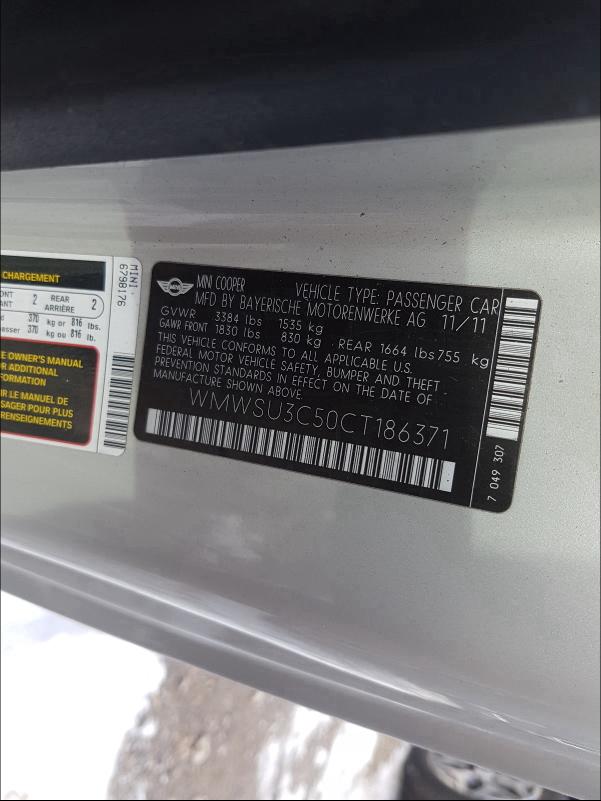 CHARGEMENT
2 REAR 2
ARRIÈRE
370 kg or 816 lbs.
370 kg ou 816 lb.
OWNER'S MANUAL
ADDITIONAL
LE MANUEL DE
POUR PLUS
RENSEIGNEMENTS
MINI
6798176
MINI COOPER VEHICLE TYPE: PASSENGER CAR
MFD BY BAYERISCHE MOTORENWERKE AG 11/11
GVWR 3384 lbs 1535 kg
GAWR FRONT 1830 lbs 830 kg REAR 1664 lbs 755 kg
THIS VEHICLE CONFORMS TO ALL APPLICABLE U.S.
FEDERAL MOTOR VEHICLE SAFETY, BUMPER AND THEFT
PREVENTION STANDARDS IN EFFECT ON THE DATE OF
MANUFACTURE SHOWN ABOVE
WMWSU3C50CT186371
7 049 307